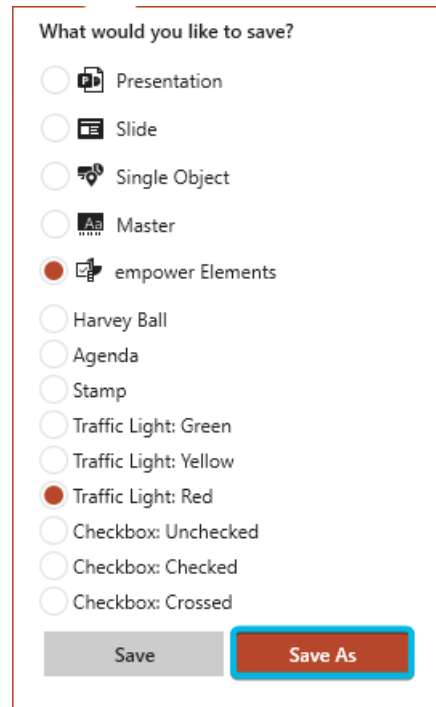 What would you like to save?
Presentation
Slide
Single Object
Master
empower Elements
Harvey Ball
Agenda
Stamp
Traffic Light: Green
Traffic Light: Yellow
Traffic Light: Red
Checkbox: Unchecked
Checkbox: Checked
Checkbox: Crossed
Save Save As